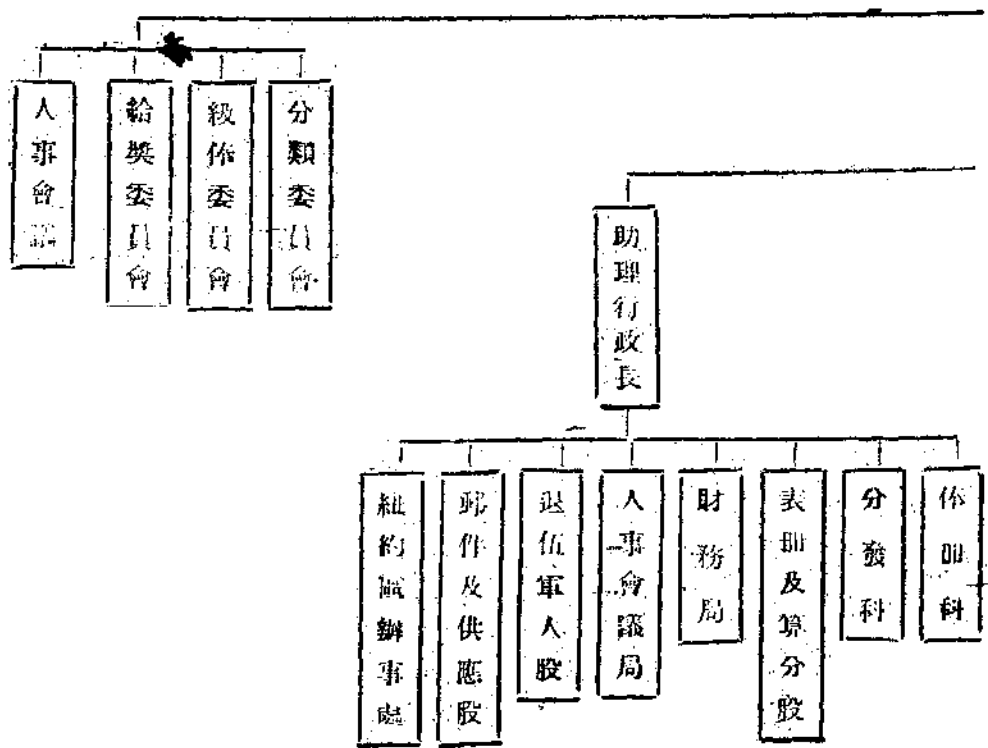 分類委員會
級俸委員會
給獎委員會
人事會議
助理行政長
科
分發科
表冊及算分股
財務局
人事會議局
退伍軍人股
郵件及供應股
紐約區辦事處